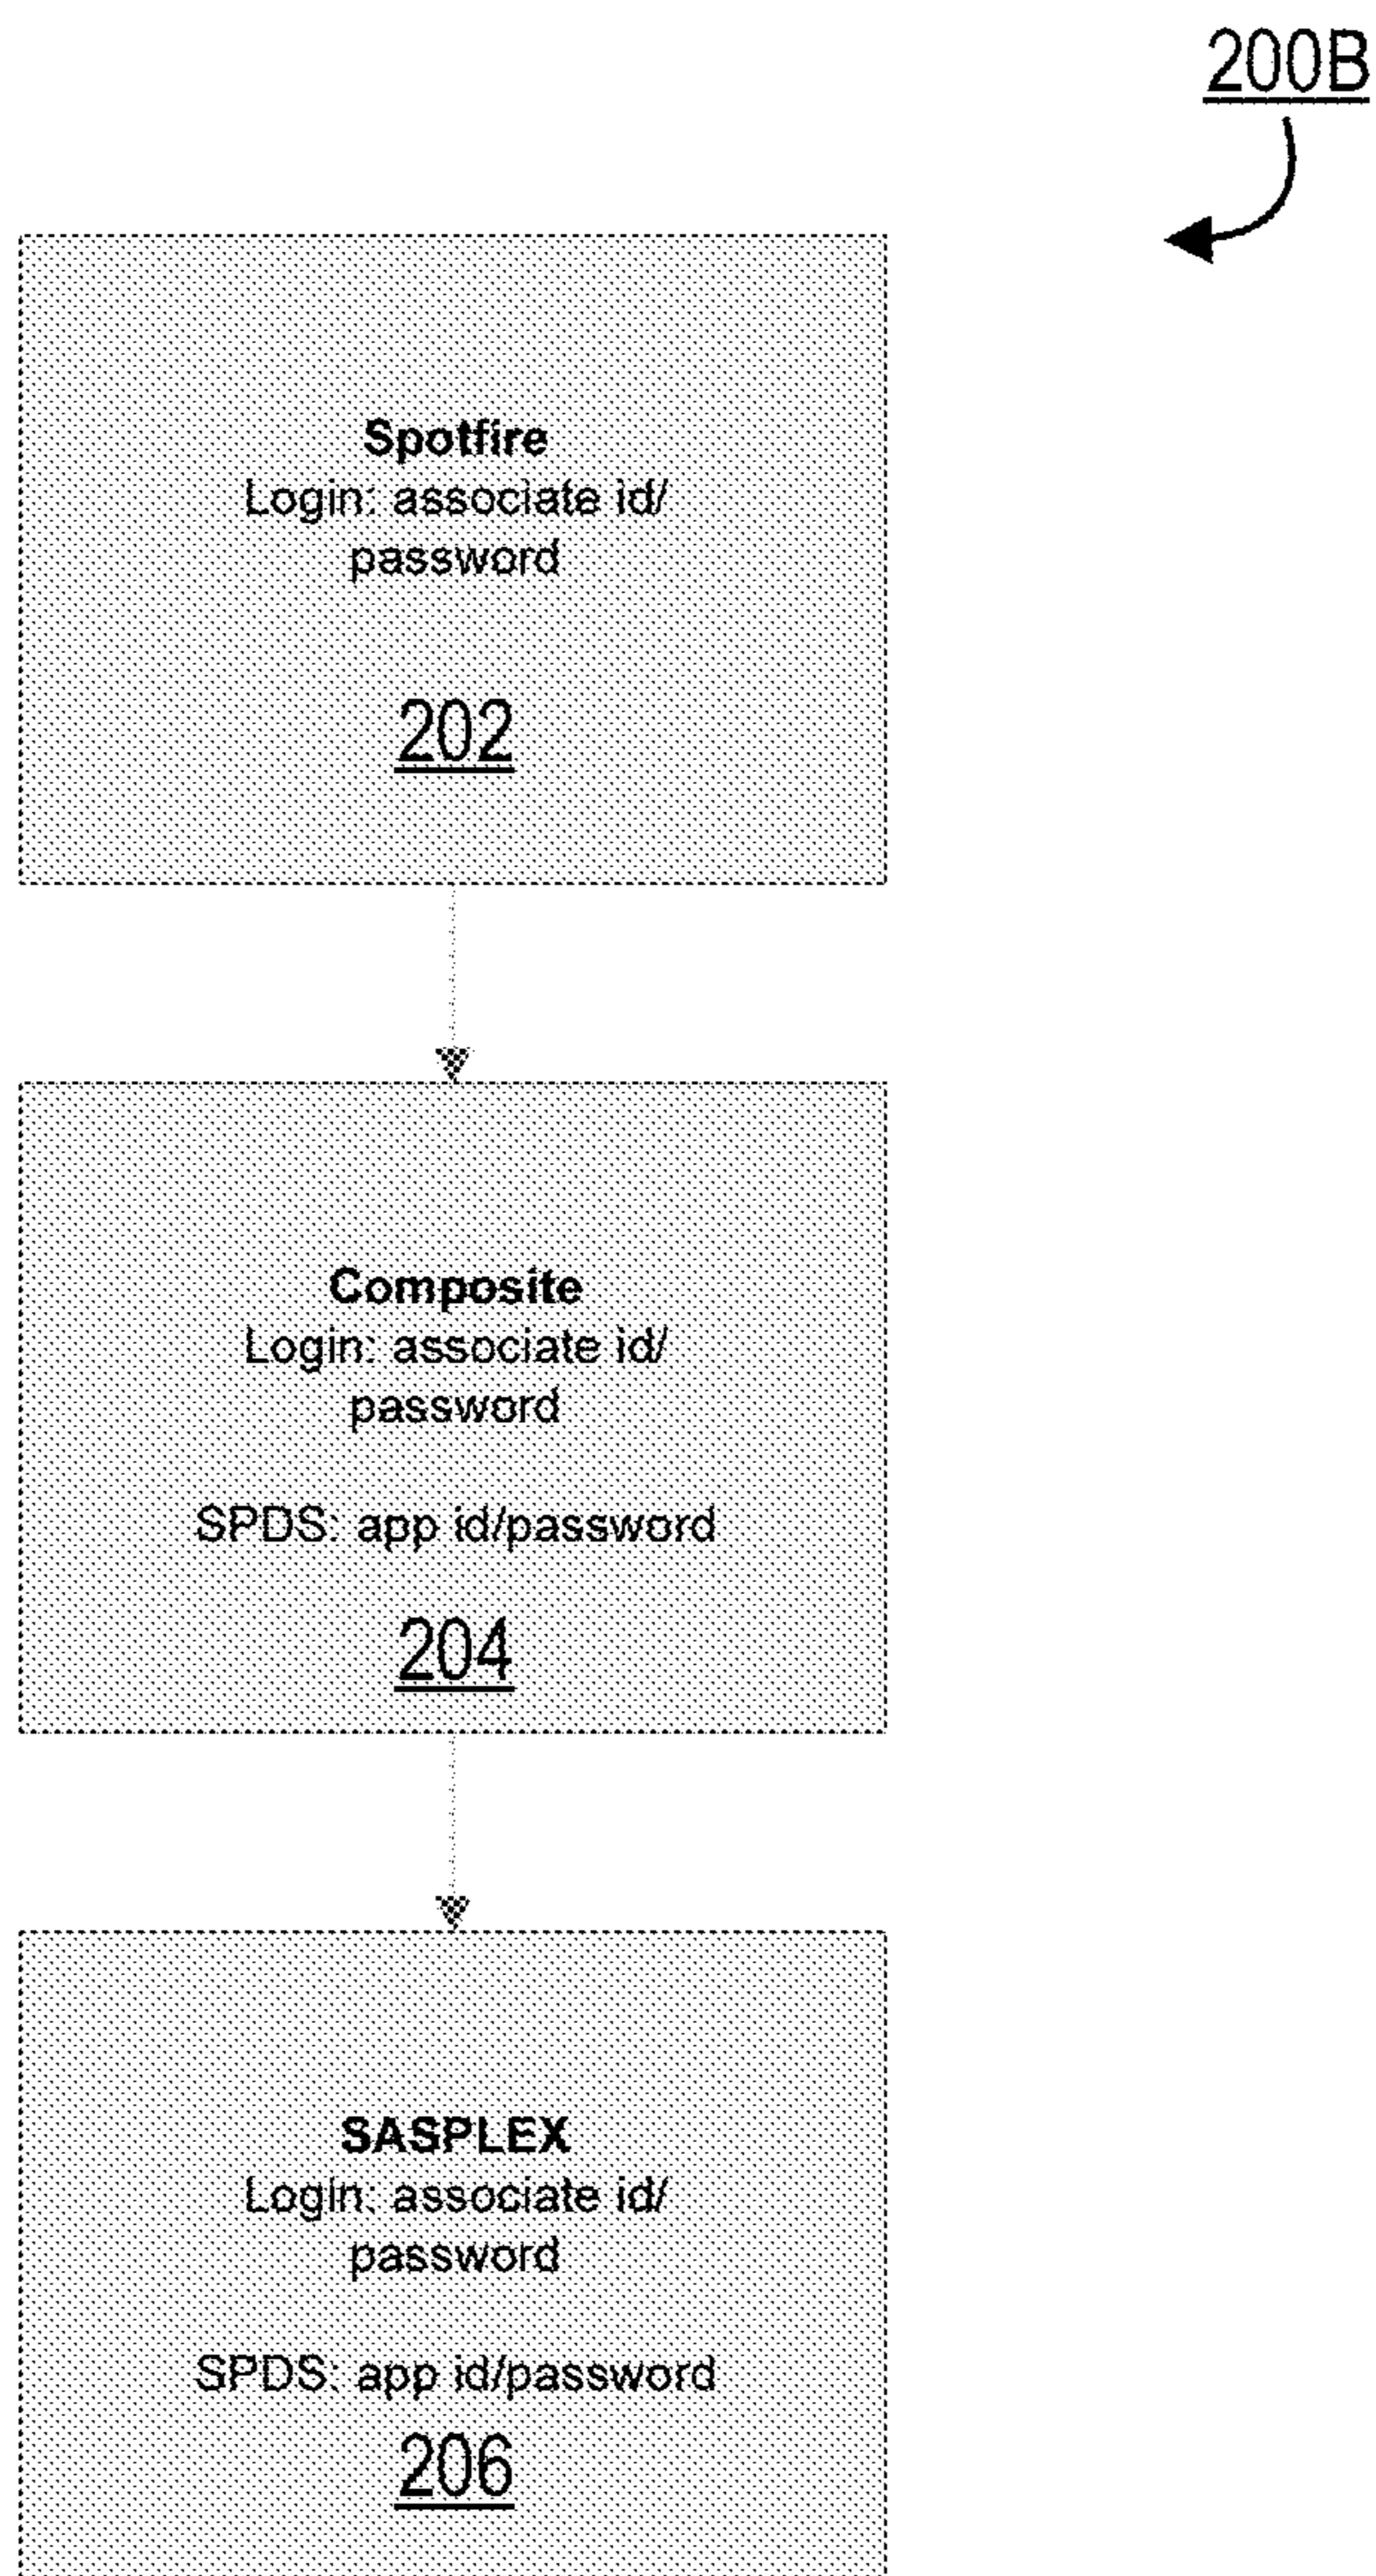 200B
Spotfire
Login: associate id/
password
202
Composite
Login: associate id/
password
SPDS: app id/password
204
SASPLEX
Login: associate id/
password
SPDS: app id/password
206